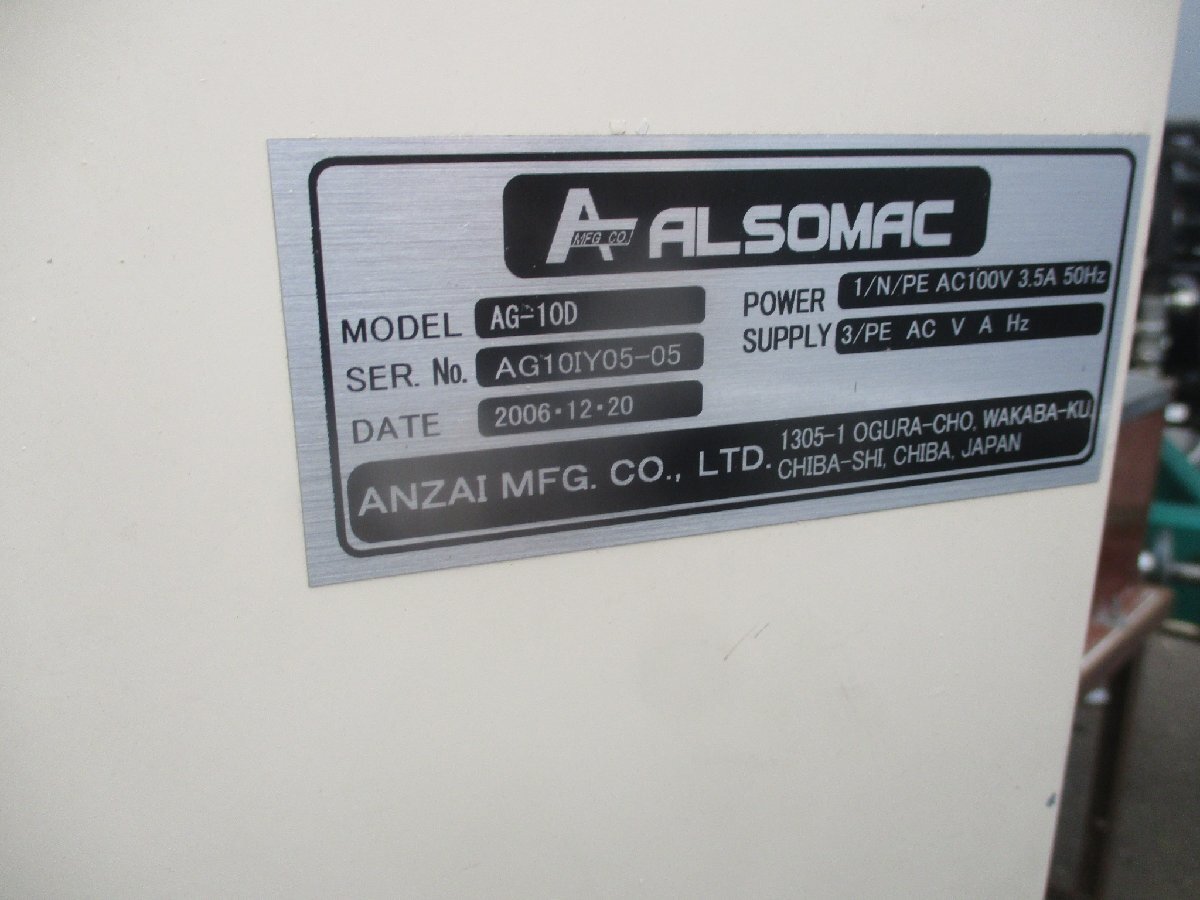 A MFG CO. ALSOMAC
MODEL AG-10D
SER. No. AG10IY05-05
DATE 2006・12・20
POWER SUPPLY
1/N/PE AC100V 3.5A 50Hz
3/PE AC V A Hz
ANZAI MFG. CO., LTD.
1305-1 OGURA-CHO, WAKABA-KU,
CHIBA-SHI, CHIBA, JAPAN